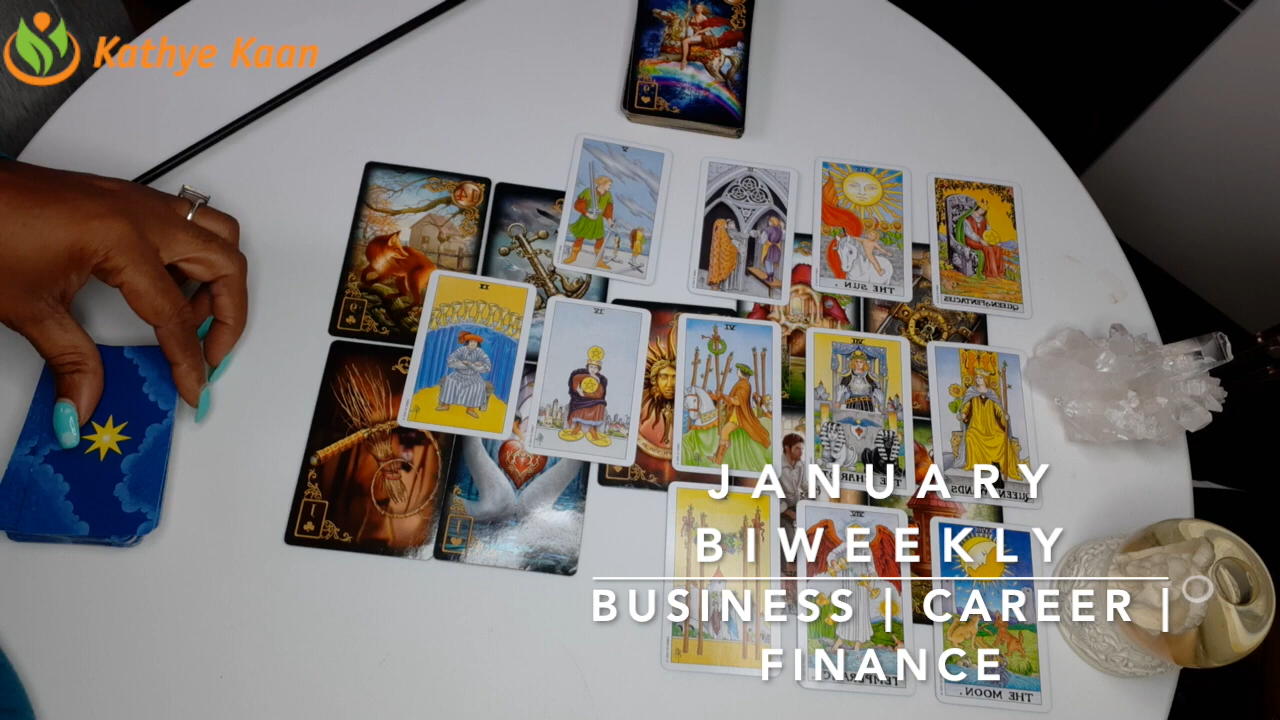 Kathye Kaan
THE SUN.
QUEEN of PENTACLES
JANUARY
BIWEEKLY
BUSINESS | CAREER |
FINANCE
THE MOON.